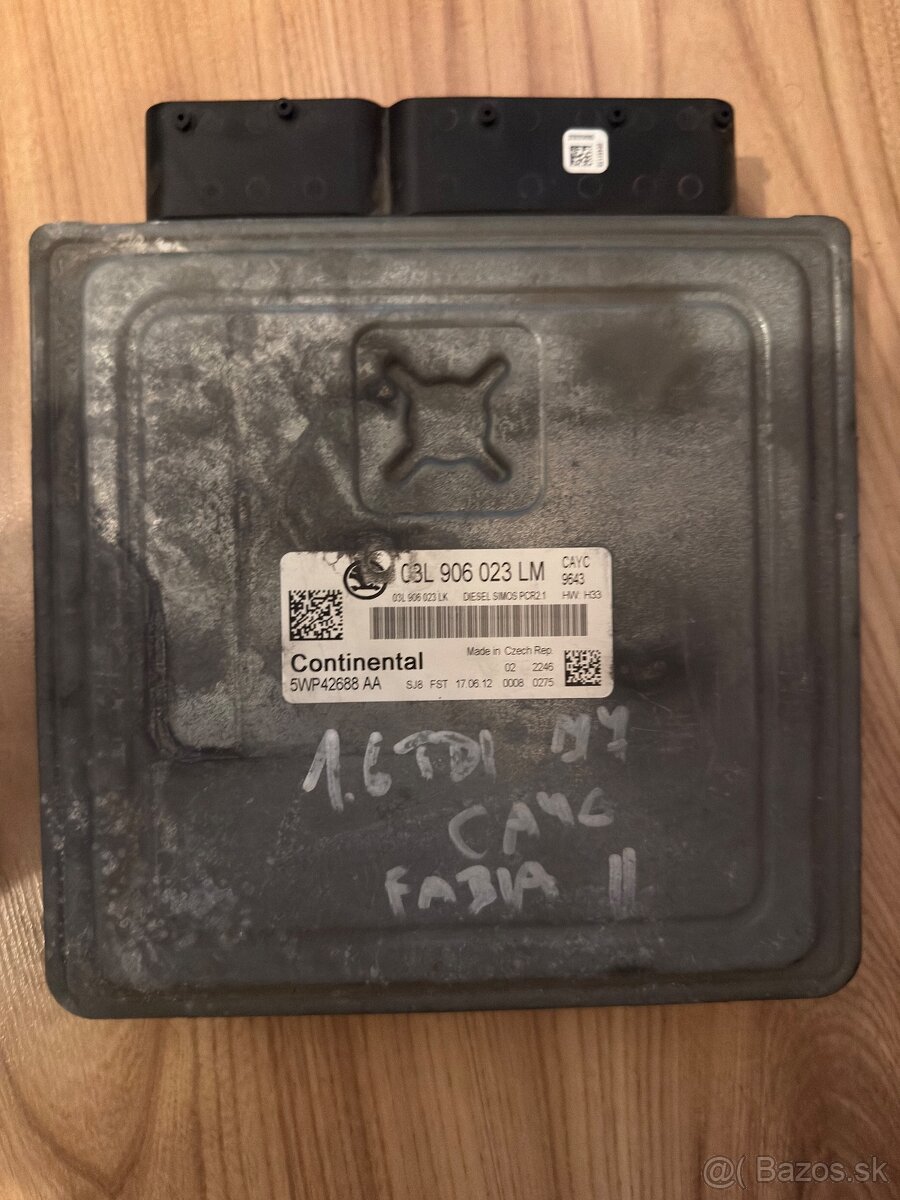 03L 906 023 LM
CAYC
9643
03L 906 023 LK DIESEL SIMOS PCR2.1 HW: H33
Made in Czech Rep.
Continental
02 2246
5WP42688 AA SJ8 FST 17.06.12 0008 0275
1.6 TDI
CAYC
FABIA II
@( Bazos.sk